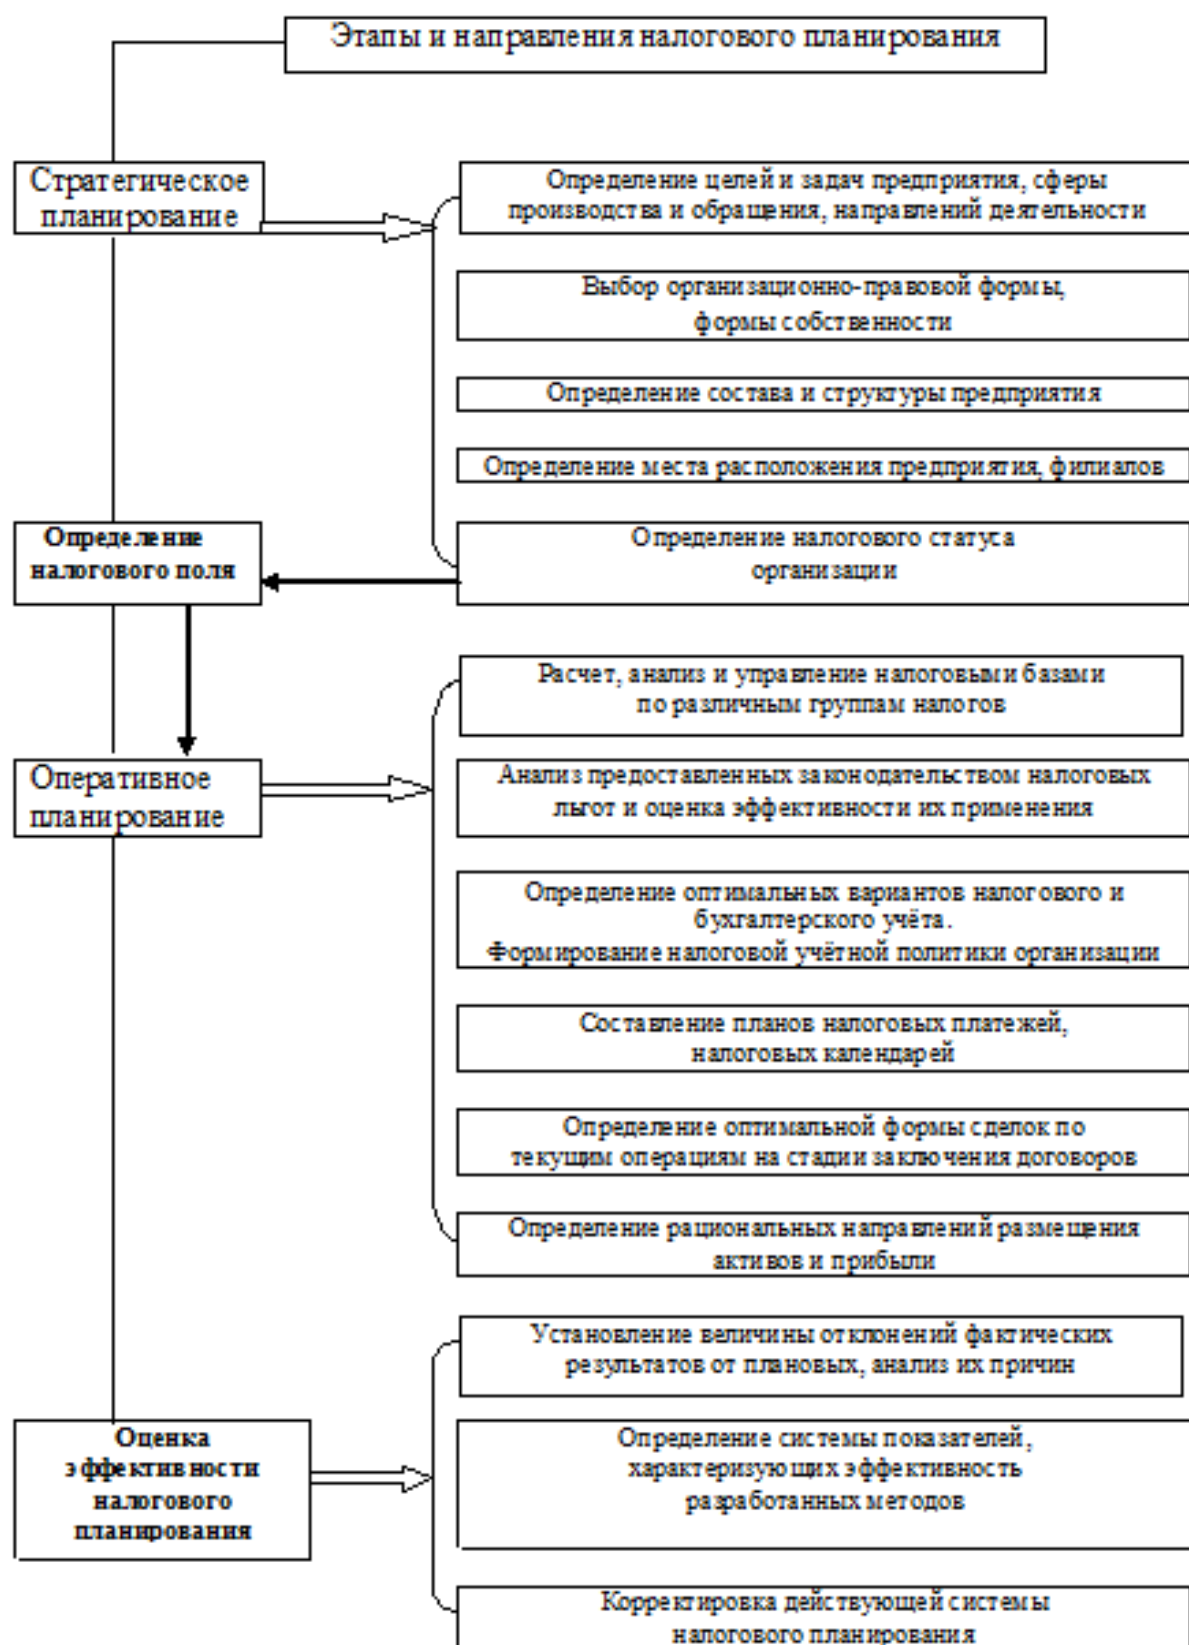 Этапы и направления налогового планирования
Стратегическое
планирование
Определение целей и задач предприятия, сферы
производства и обращения, направлений деятельности
Выбор организационно-правовой формы,
формы собственности
Определение состава и структуры предприятия
Определение места расположения предприятия, филиалов
Определение налогового статуса
организации
Определение
налогового поля
Оперативное
планирование
Расчет, анализ и управление налоговыми базами
по различным группам налогов
Анализ предоставленных законодательством налоговых
льгот и оценка эффективности их применения
Определение оптимальных вариантов налогового и
бухгалтерского учёта.
Формирование налоговой учётной политики организации
Составление планов налоговых платежей,
налоговых календарей
Определение оптимальной формы сделок по
текущим операциям на стадии заключения договоров
Определение рациональных направлений размещения
активов и прибыли
Оценка
эффективности
налогового
планирования
Установление величины отклонений фактических
результатов от плановых, анализ их причин
Определение системы показателей,
характеризующих эффективность
разработанных методов
Корректировка действующей системы
налогового планирования